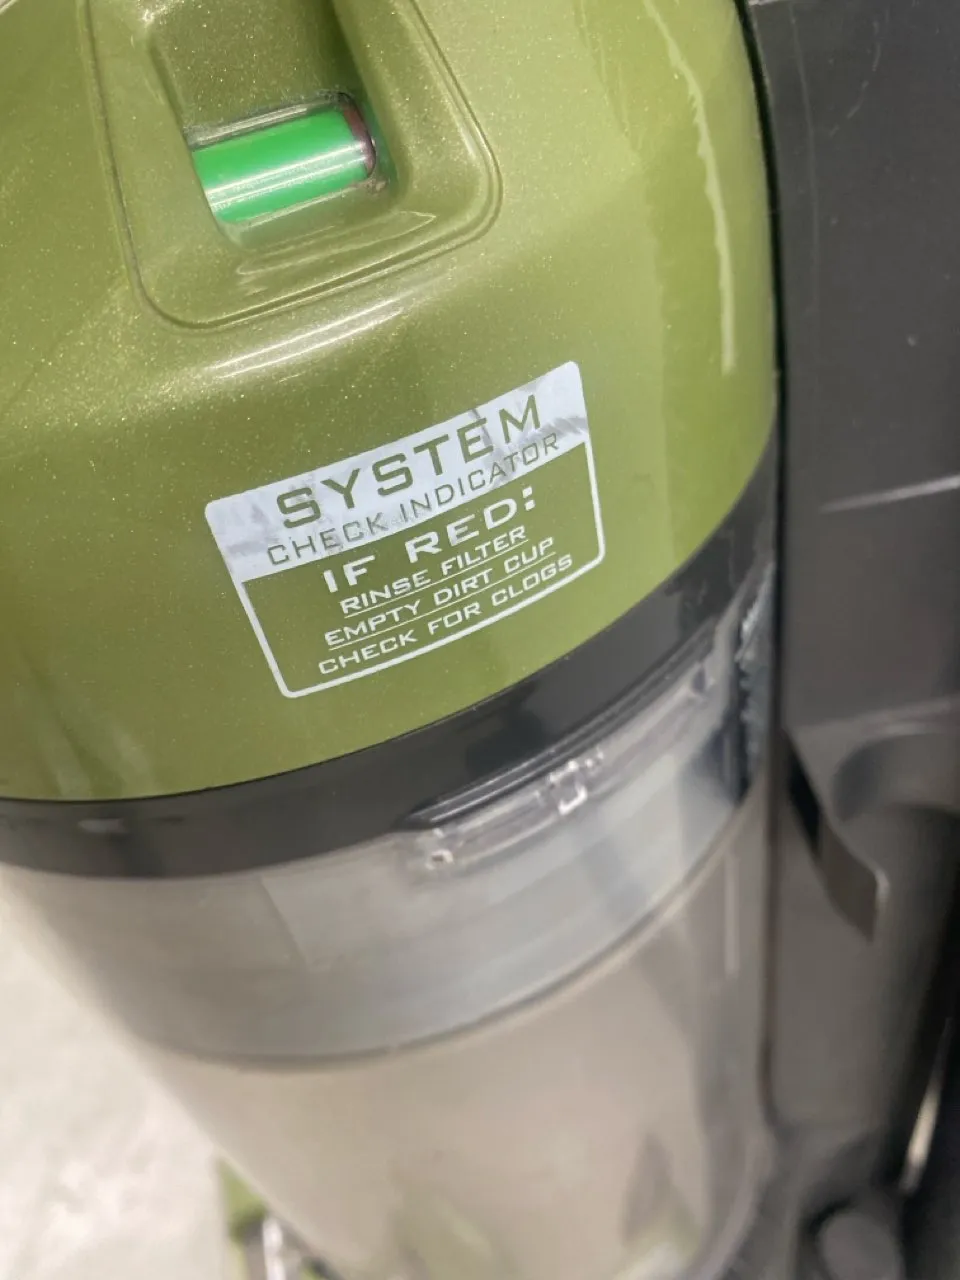 SYSTEM
CHECK INDICATOR
IF RED:
RINSE FILTER
EMPTY DIRT CUP
CHECK FOR CLOGS